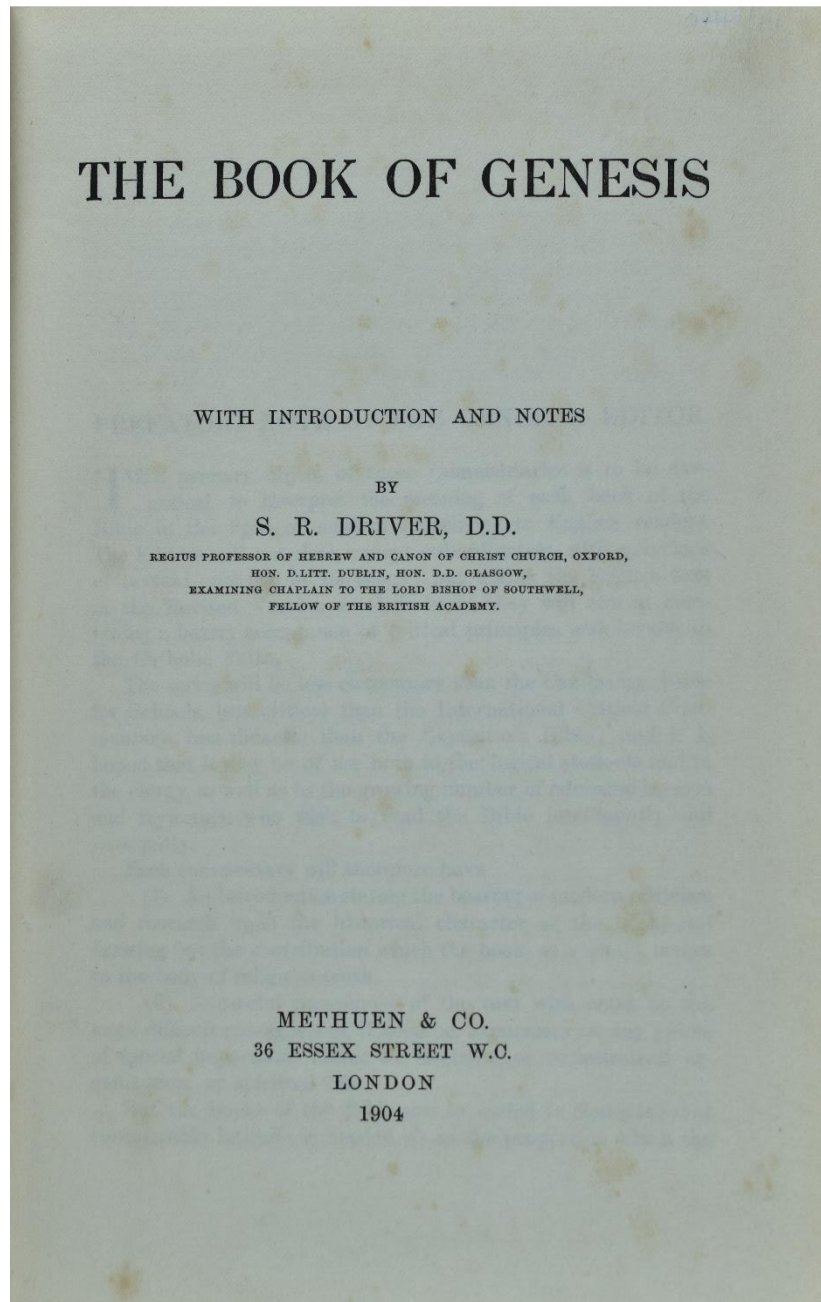 THE BOOK OF GENESIS
WITH INTRODUCTION AND NOTES
BY
S. R. DRIVER, D.D.
REGIUS PROFESSOR OF HEBREW AND CANON OF CHRIST CHURCH, OXFORD,
HON. D.LITT. DUBLIN, HON. D.D. GLASGOW,
EXAMINING CHAPLAIN TO THE LORD BISHOP OF SOUTHWELL,
FELLOW OF THE BRITISH ACADEMY.
METHUEN & CO.
36 ESSEX STREET W.C.
LONDON
1904